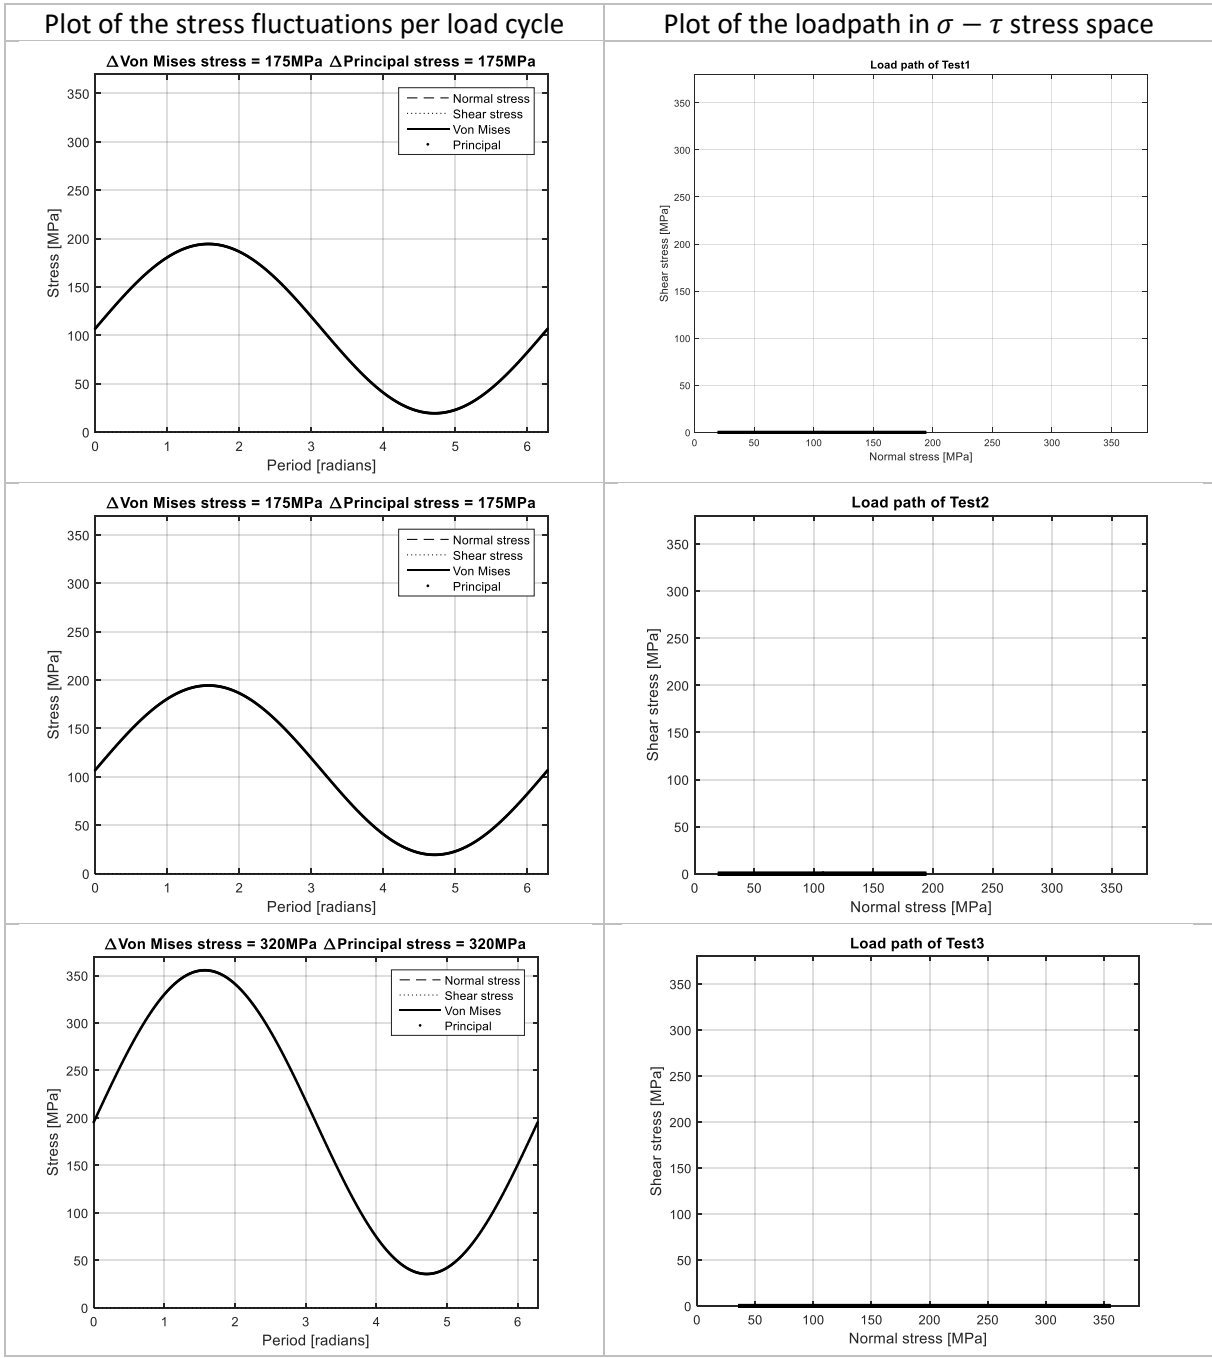 Plot of the stress fluctuations per load cycle
Plot of the loadpath in σ − τ stress space
ΔVon Mises stress = 175MPa ΔPrincipal stress = 175MPa
350
300
250
200
150
100
50
0
Stress [MPa]
Normal stress
Shear stress
Von Mises
Principal
0 1 2 3 4 5 6
Period [radians]
Load path of Test1
350
300
250
200
150
100
50
0
Shear stress [MPa]
0 50 100 150 200 250 300 350
Normal stress [MPa]
ΔVon Mises stress = 175MPa ΔPrincipal stress = 175MPa
350
300
250
200
150
100
50
0
Stress [MPa]
Normal stress
Shear stress
Von Mises
Principal
0 1 2 3 4 5 6
Period [radians]
Load path of Test2
350
300
250
200
150
100
50
0
Shear stress [MPa]
0 50 100 150 200 250 300 350
Normal stress [MPa]
ΔVon Mises stress = 320MPa ΔPrincipal stress = 320MPa
350
300
250
200
150
100
50
0
Stress [MPa]
Normal stress
Shear stress
Von Mises
Principal
0 1 2 3 4 5 6
Period [radians]
Load path of Test3
350
300
250
200
150
100
50
0
Shear stress [MPa]
0 50 100 150 200 250 300 350
Normal stress [MPa]